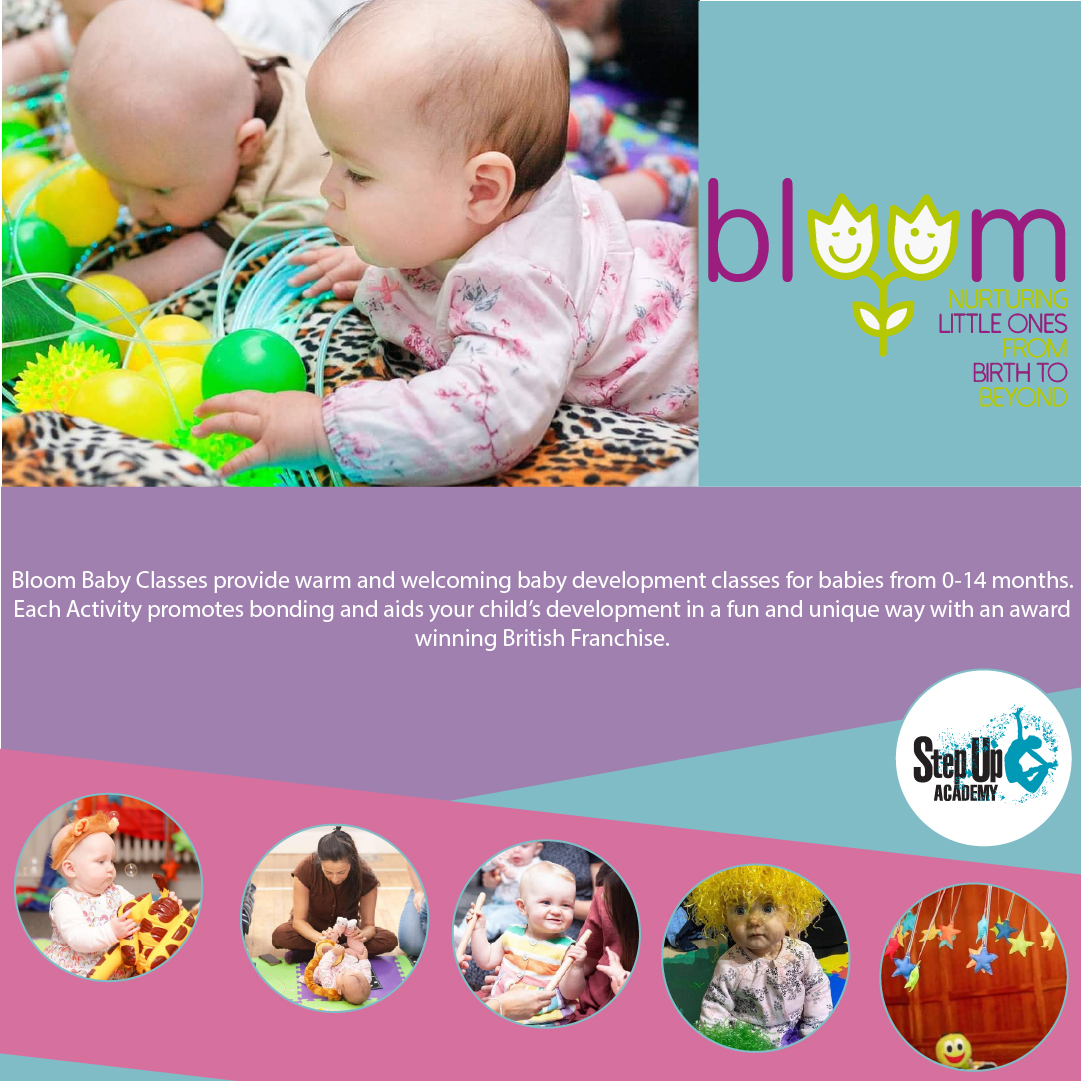 bloom
NURTURING
LITTLE ONES
FROM
BIRTH TO
BEYOND
Bloom Baby Classes provide warm and welcoming baby development classes for babies from 0-14 months.
Each Activity promotes bonding and aids your child’s development in a fun and unique way with an award
winning British Franchise.
Step Up
ACADEMY